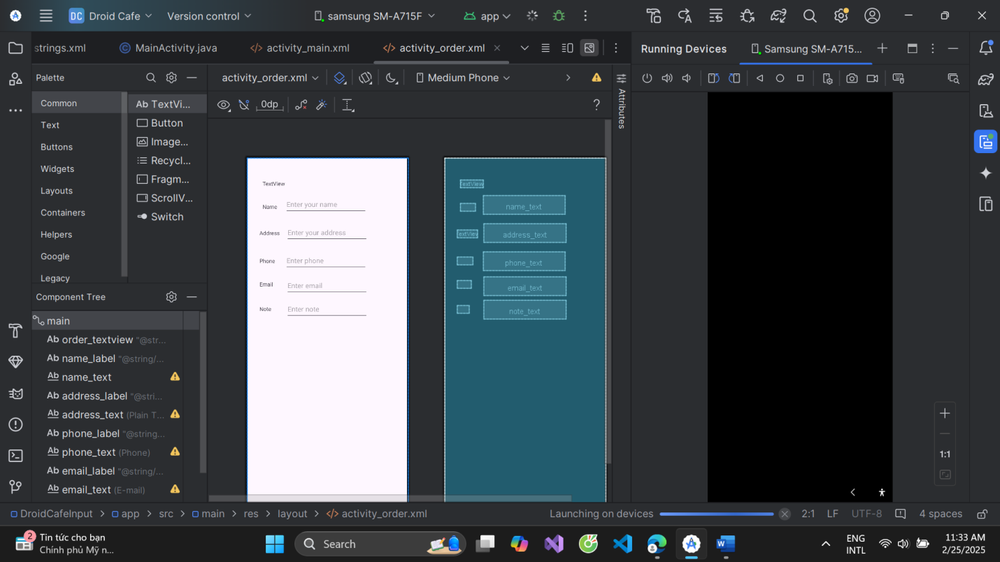 DC Droid Cafe
Version control
samsung SM-A715F
app
strings.xml
MainActivity.java
activity_main.xml
activity_order.xml
Running Devices
Samsung SM-A715...
Palette
activity_order.xml
Medium Phone
Attributes
0dp
?
Common
Text
Buttons
Widgets
Layouts
Containers
Helpers
Google
Legacy
Ab TextVi...
Button
Image...
Recycl...
Fragm...
ScrollV...
Switch
TextView
Name
Enter your name
Address
Enter your address
Phone
Enter phone
Email
Enter email
Note
Enter note
TextView
name_text
TextView
address_text
phone_text
email_text
note_text
Component Tree
main
Ab order_textview "@str...
Ab name_label "@string/...
Ab name_text
Ab address_label "@stri...
Ab address_text (Plain T...
Ab phone_label "@string...
Ab phone_text (Phone)
Ab email_label "@string/...
Ab email_text (E-mail)
1:1
DroidCafeInput > app > src > main > res > layout > activity_order.xml
Launching on devices
2:1
LF
UTF-8
4 spaces
2
Tin tức cho bạn
Chính phủ Mỹ n...
Search
ENG
INTL
11:33 AM
2/25/2025